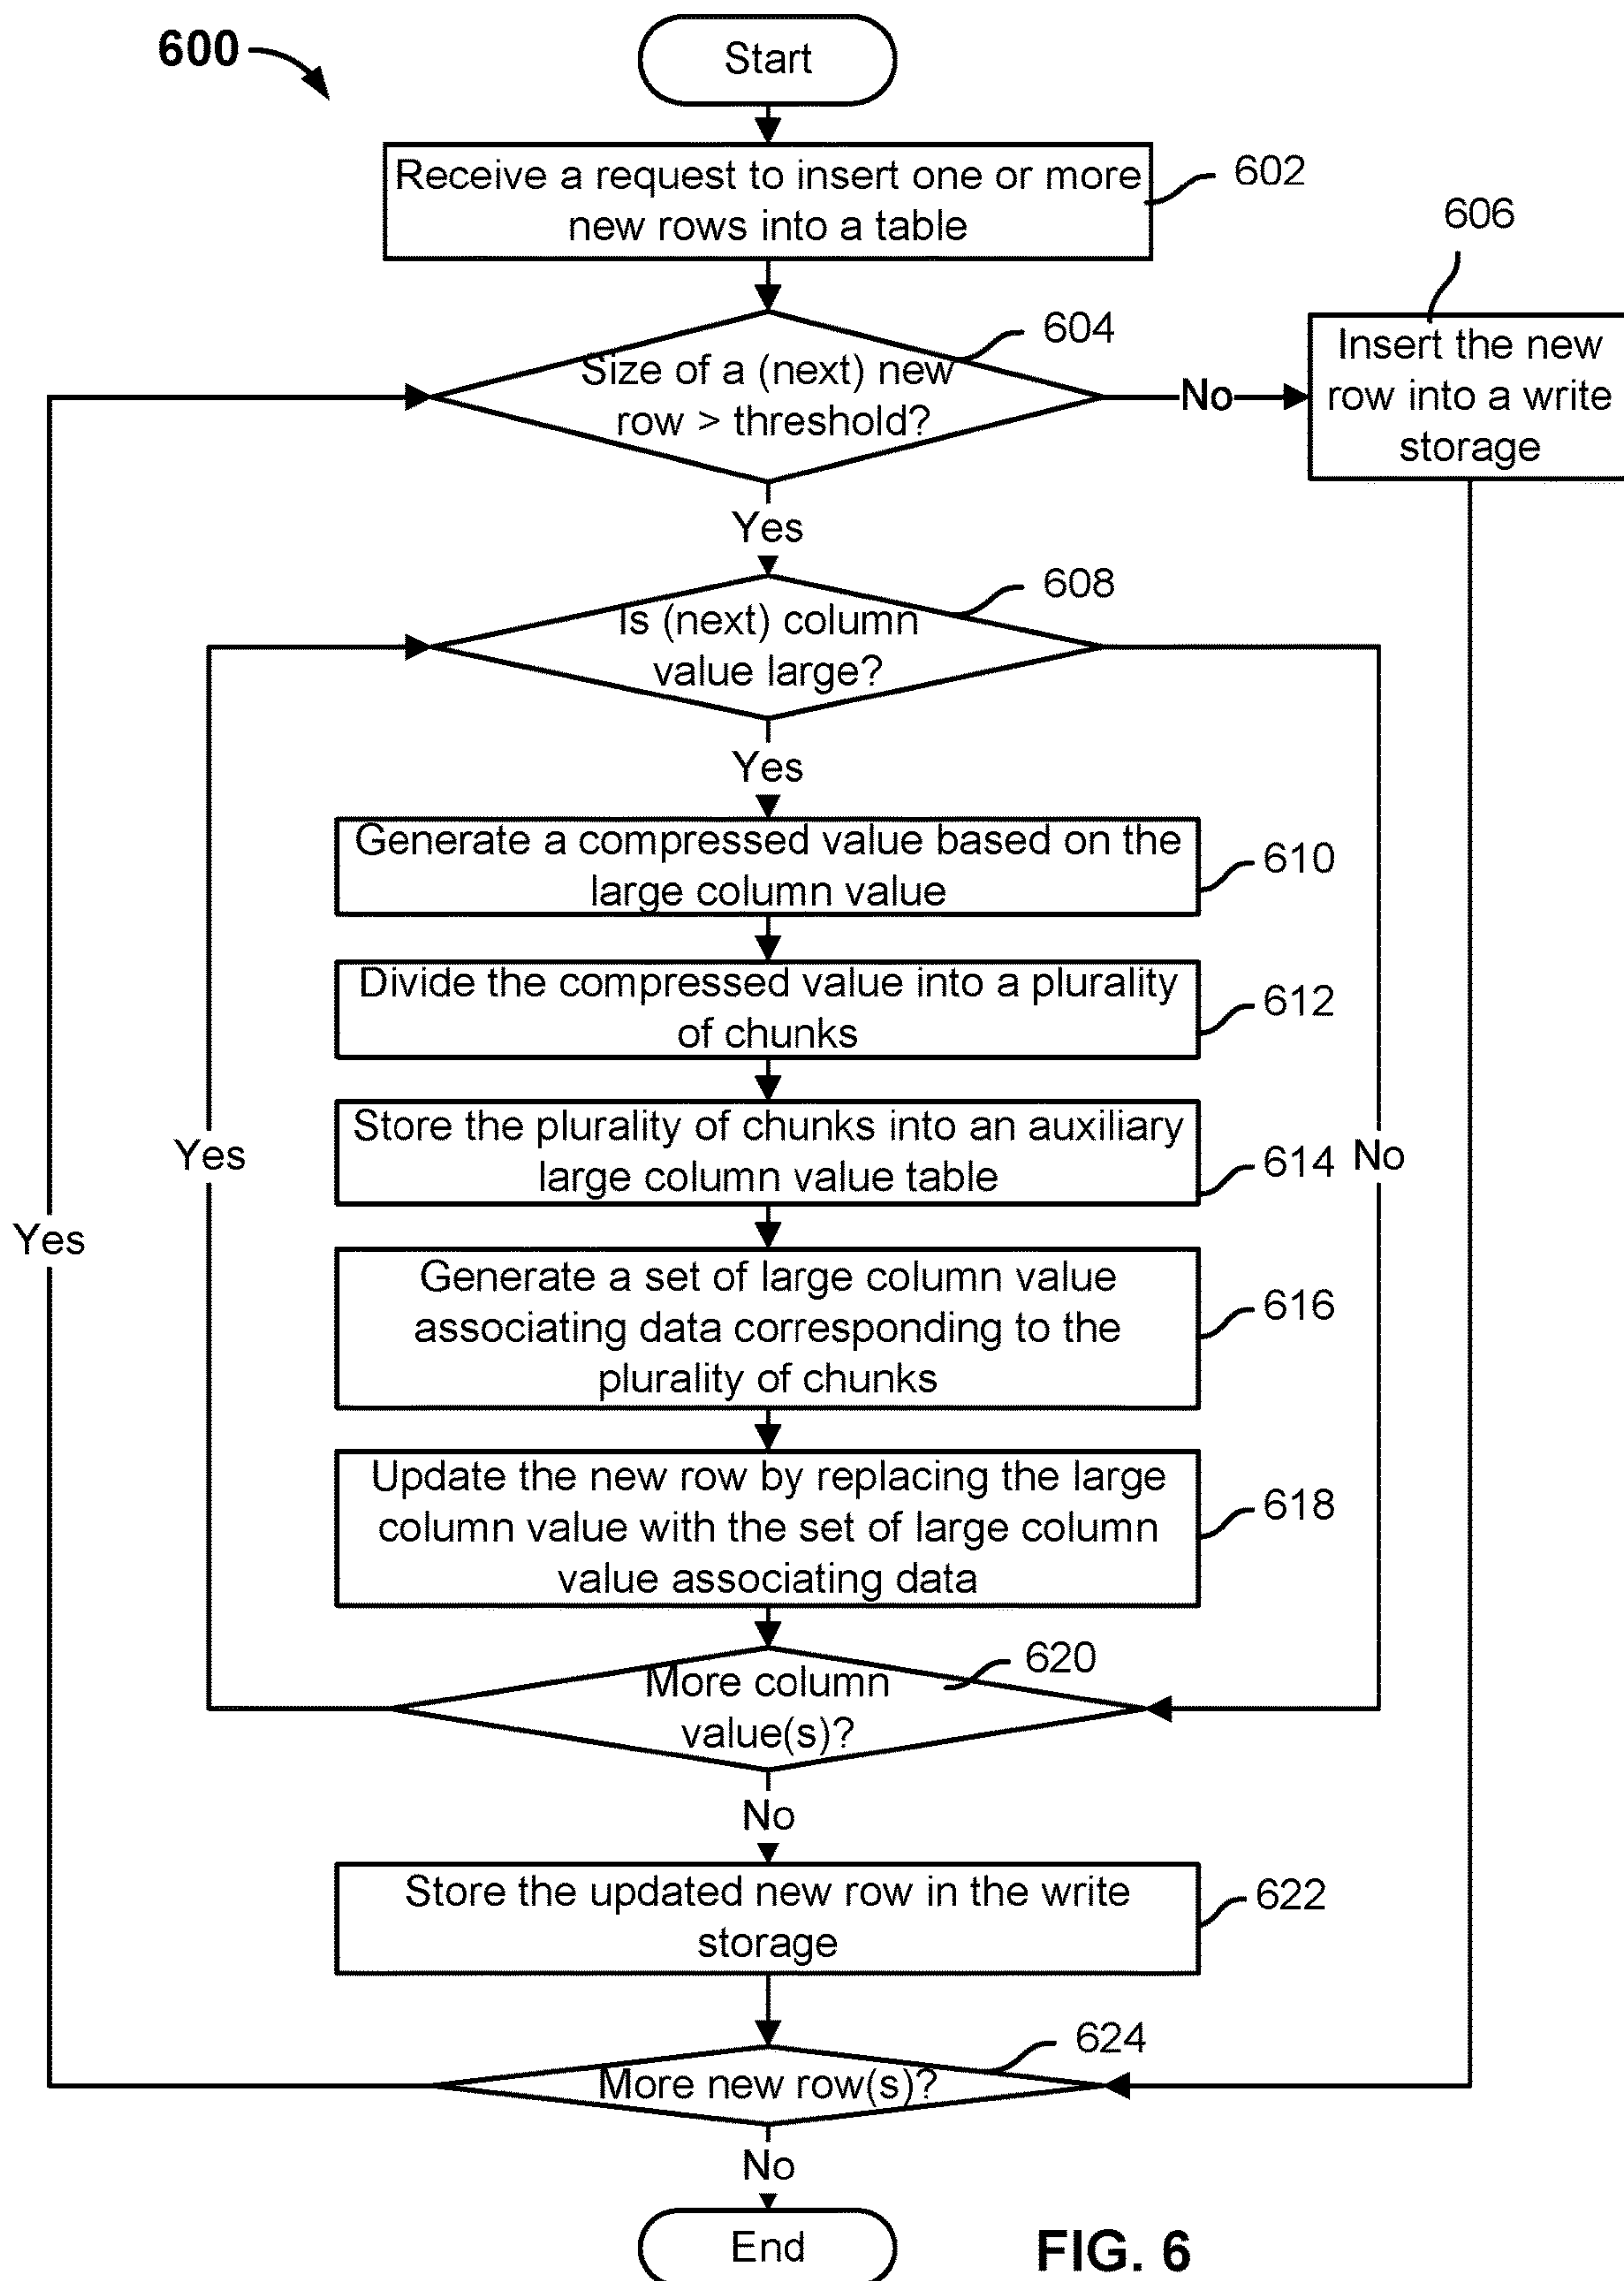 600
Start
Receive a request to insert one or more
new rows into a table
602
604
Size of a (next) new
row > threshold?
No
606
Insert the new
row into a write
storage
Yes
608
Is (next) column
value large?
Yes
Generate a compressed value based on the
large column value
610
Divide the compressed value into a plurality
of chunks
612
Store the plurality of chunks into an auxiliary
large column value table
614
No
Yes
Yes
Generate a set of large column value
associating data corresponding to the
plurality of chunks
616
Update the new row by replacing the large
column value with the set of large column
value associating data
618
620
More column
value(s)?
No
Store the updated new row in the write
storage
622
624
More new row(s)?
No
End
FIG. 6